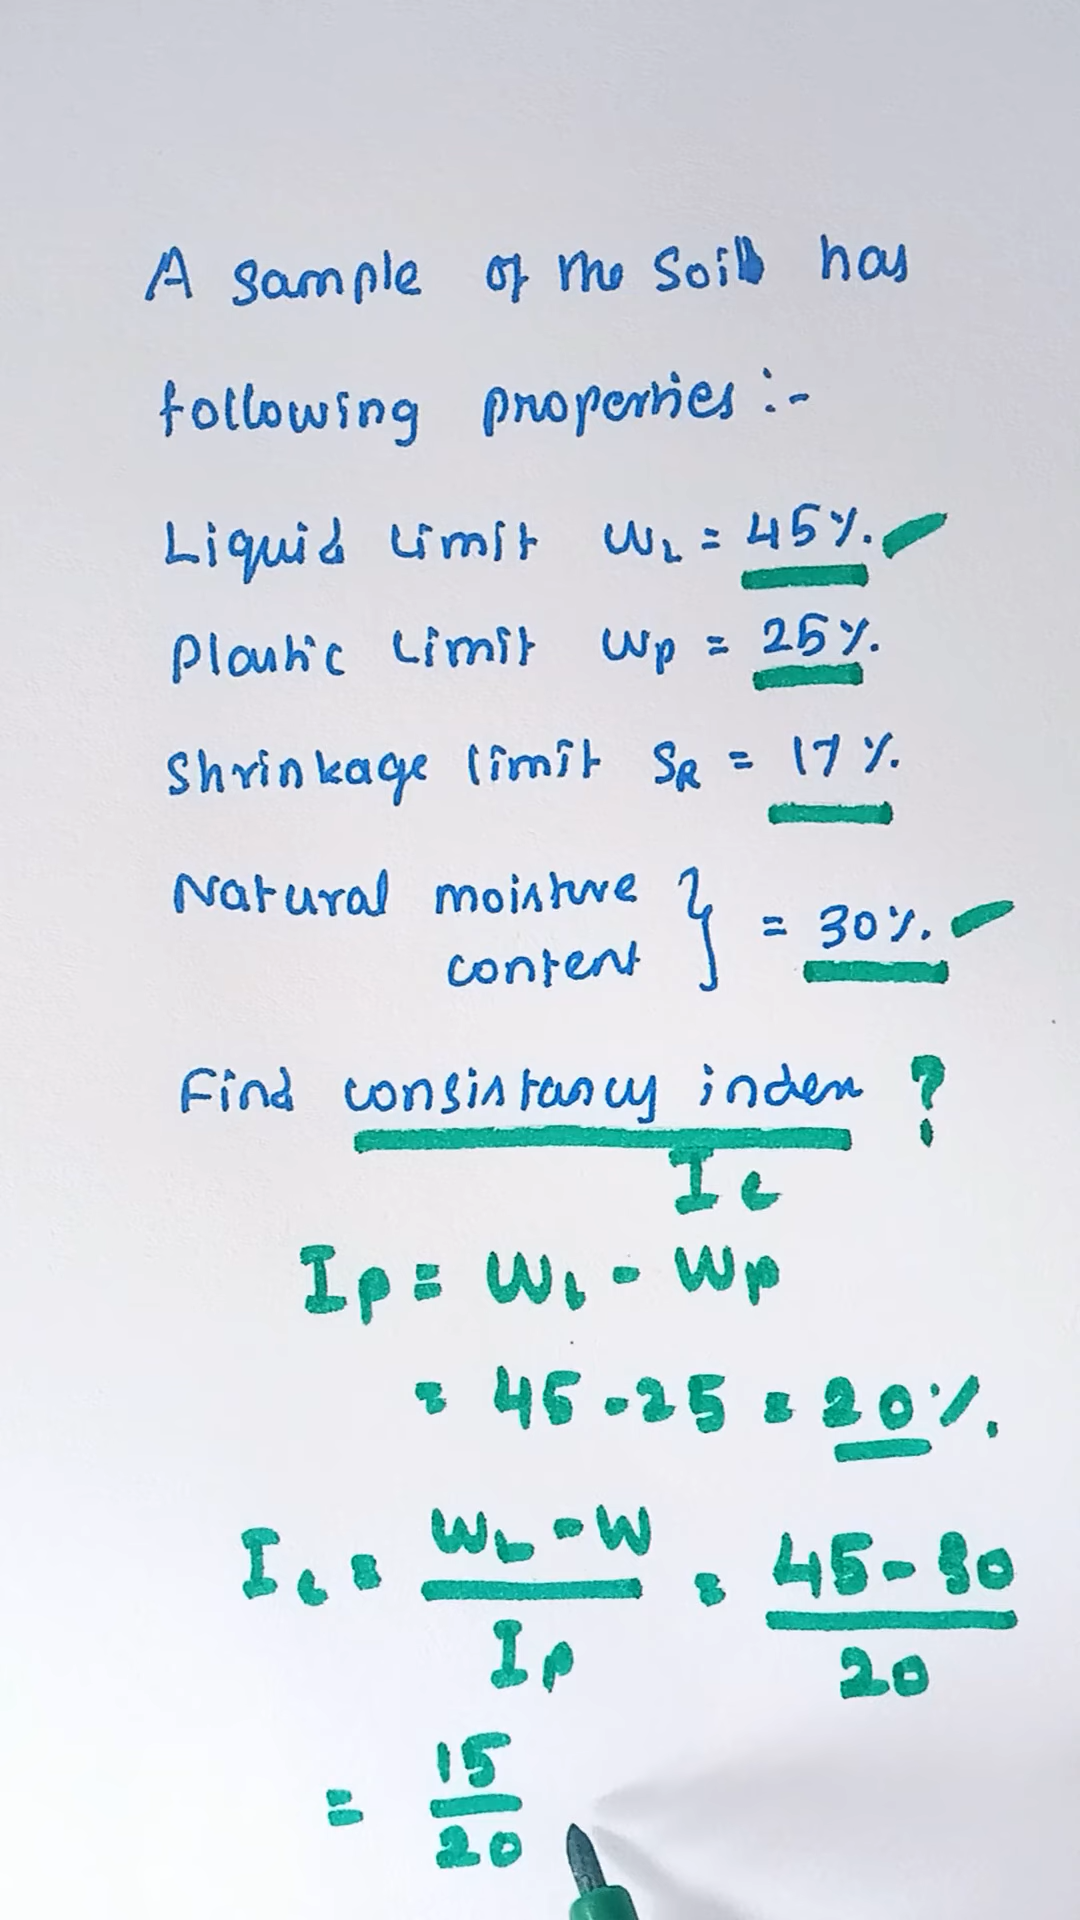 A sample of the soil has
following properties :-
Liquid limit WL = 45%.
Plastic Limit Wp = 25%.
Shrinkage limit SR = 17%.
Natural moisture
content } = 30%.
Find consistancy index ?
Ic
Ip = WL - Wp
= 45 - 25 = 20%.
Ic = WL - W / Ip = 45 - 30 / 20
= 15 / 20